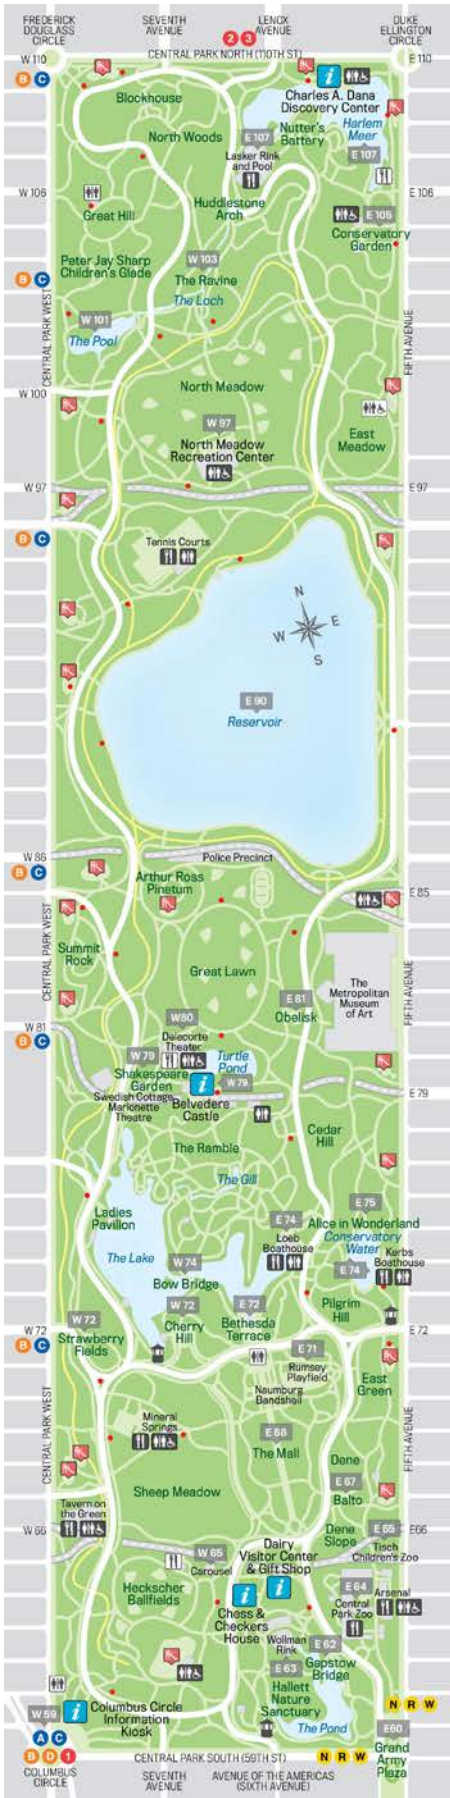 FREDERICK
DOUGLASS
CIRCLE
SEVENTH
AVENUE
LENOX
AVENUE
DUKE
ELLINGTON
CIRCLE
2 3
CENTRAL PARK NORTH (110TH ST)
W 110
E 110
B C
Blockhouse
i
Charles A. Dana
Discovery Center
North Woods
E 107
Nutter's
Battery
Harlem
Meer
E 107
Lasker Rink
and Pool
W 106
E 106
Great Hill
Huddlestone
Arch
E 105
Conservatory
Garden
Peter Jay Sharp
Children's Glade
W 103
The Ravine
The Loch
B C
W 101
The Pool
CENTRAL PARK WEST
FIFTH AVENUE
North Meadow
W 100
W 97
North Meadow
Recreation Center
East
Meadow
W 97
E 97
B C
Tennis Courts
N
W E
S
E 90
Reservoir
W 86
Police Precinct
B C
Arthur Ross
Pinetum
E 85
CENTRAL PARK WEST
Summit
Rock
Great Lawn
The
Metropolitan
Museum
of Art
FIFTH AVENUE
E 81
Obelisk
W80
W 81
B C
Delacorte
Theater
W 79
Turtle
Pond
Shakespeare
Garden
i
W 79
Swedish Cottage
Marionette
Theatre
Belvedere
Castle
E 79
Cedar
Hill
The Ramble
The Gill
Ladies
Pavilion
E 75
Alice in Wonderland
E 74
Loeb
Boathouse
Conservatory
Water
Kerbs
Boathouse
The Lake
W 74
E 74
Bow Bridge
W 72
Cherry
Hill
E 72
Bethesda
Terrace
Pilgrim
Hill
W 72
Strawberry
Fields
W 72
E 72
B C
E 71
Rumsey
Playfield
East
Green
Naumburg
Bandshell
CENTRAL PARK WEST
FIFTH AVENUE
Mineral
Springs
E 68
The Mall
Dene
E 67
Balto
Sheep Meadow
Tavern on
the Green
Dene
Slope
W 66
E66
E 65
Tisch
Children's Zoo
W 65
Carousel
Dairy
Visitor Center
& Gift Shop
i
Heckscher
Ballfields
i
Chess &
Checkers
House
E 64
Central
Park Zoo
Arsenal
Wollman
Rink
E 62
Gapstow
Bridge
E 63
Hallett
Nature
Sanctuary
W 59
i
Columbus Circle
Information
Kiosk
The Pond
N R W
A C
B D 1
COLUMBUS
CIRCLE
CENTRAL PARK SOUTH (59TH ST)
N R W
E60
Grand
Army
Plaza
SEVENTH
AVENUE
AVENUE OF THE AMERICAS
(SIXTH AVENUE)